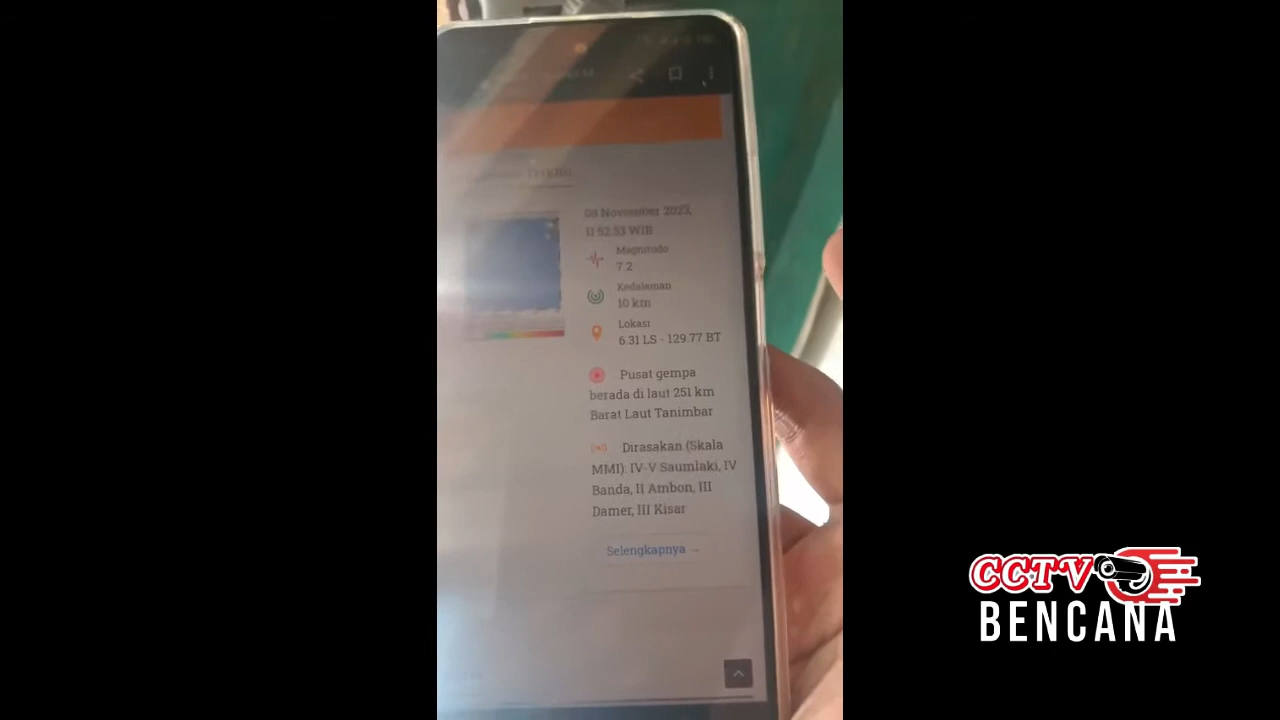 Terkini
08 November 2023,
11:52:53 WIB
Magnitudo
7.2
Kedalaman
10 km
Lokasi
6.31 LS - 129.77 BT
Pusat gempa
berada di laut 251 km
Barat Laut Tanimbar
Dirasakan (Skala
MMI): IV-V Saumlaki, IV
Banda, II Ambon, III
Damer, III Kisar
Selengkapnya →
CCTV
BENCANA